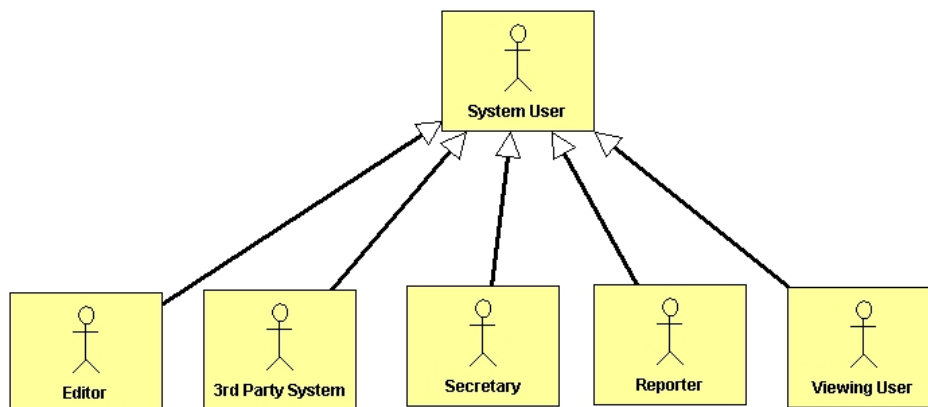 System User
Editor
3rd Party System
Secretary
Reporter
Viewing User